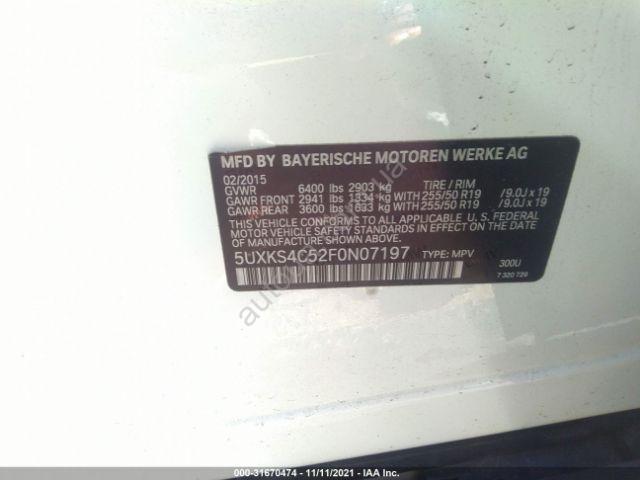 MFD BY BAYERISCHE MOTOREN WERKE AG
02/2015
GVWR 6400 lbs 2903 kg TIRE / RIM
GAWR FRONT 2941 lbs 1334 kg WITH 255/50 R19 /9.0J x 19
GAWR REAR 3600 lbs 1633 kg WITH 255/50 R19 /9.0J x 19
THIS VEHICLE CONFORMS TO ALL APPLICABLE U. S. FEDERAL
MOTOR VEHICLE SAFETY STANDARDS IN EFFECT ON THE
DATE OF MANUFACTURE SHOWN ABOVE.
5UXKS4C52F0N07197 TYPE: MPV 300U
7 320 729
000-31670474 - 11/11/2021 - IAA Inc.